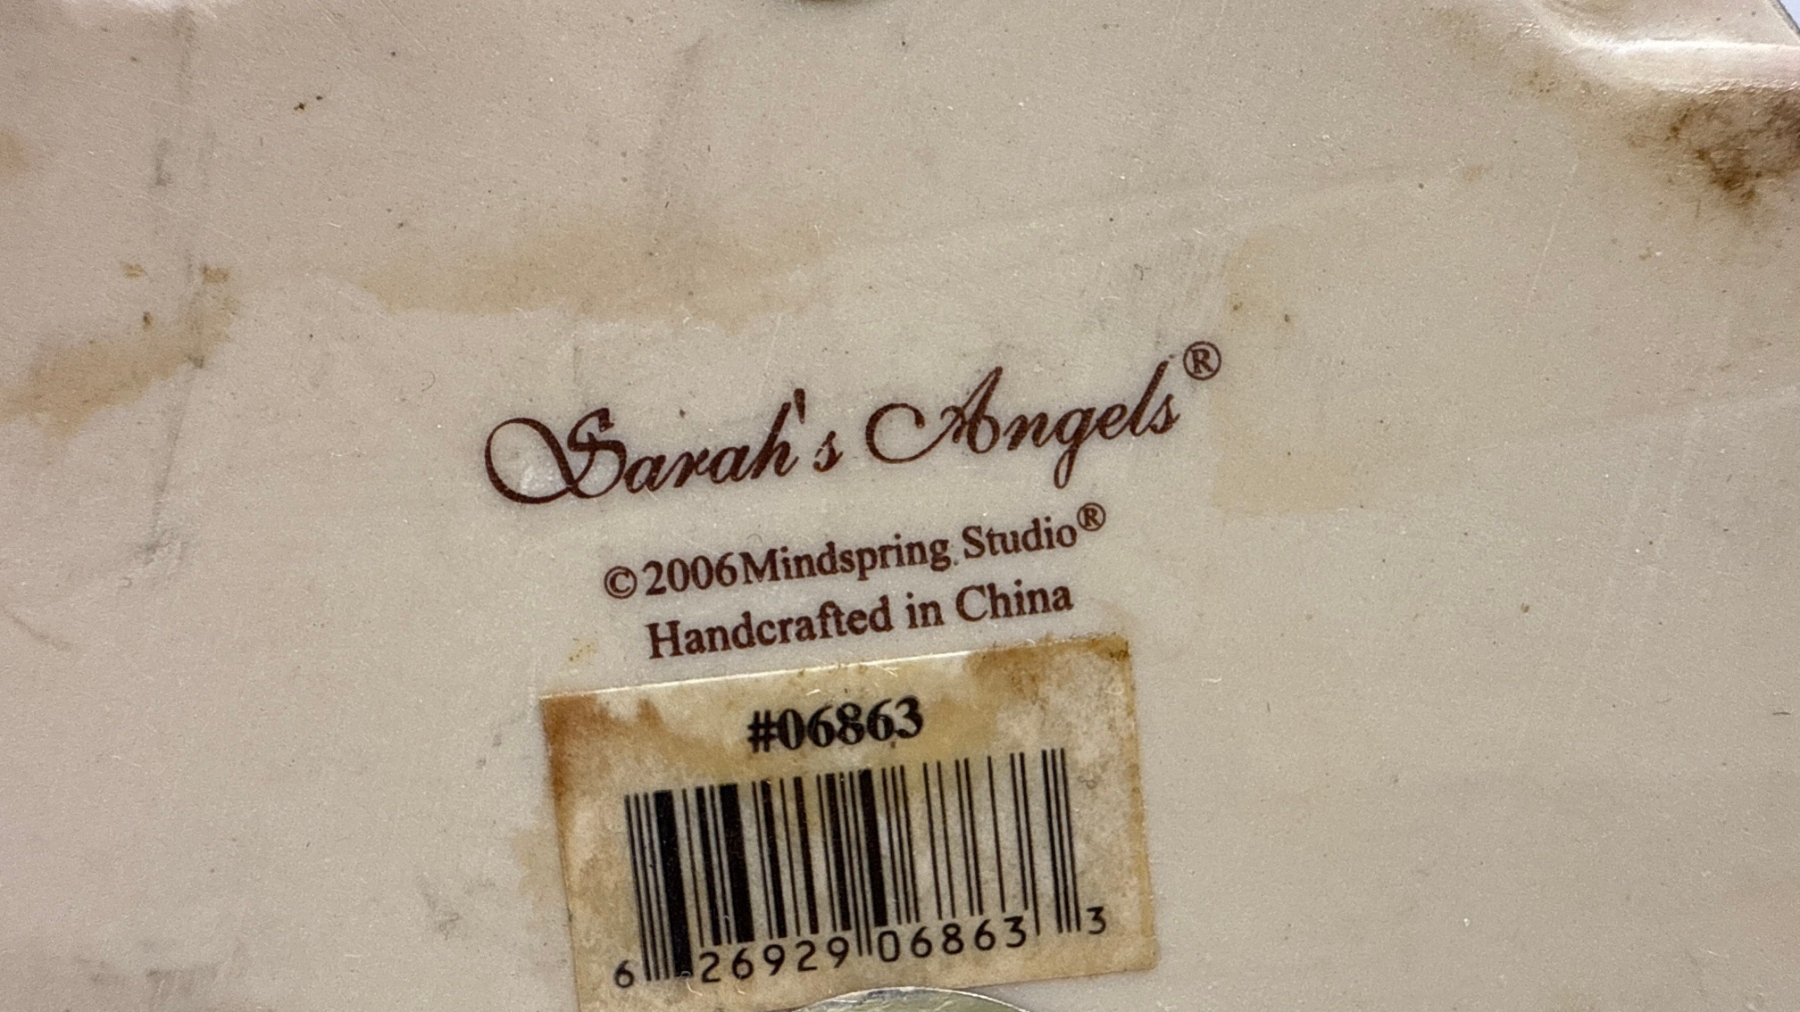 Sarah's Angels®
©2006Mindspring Studio®
Handcrafted in China
#06863
6 26929 06863 3